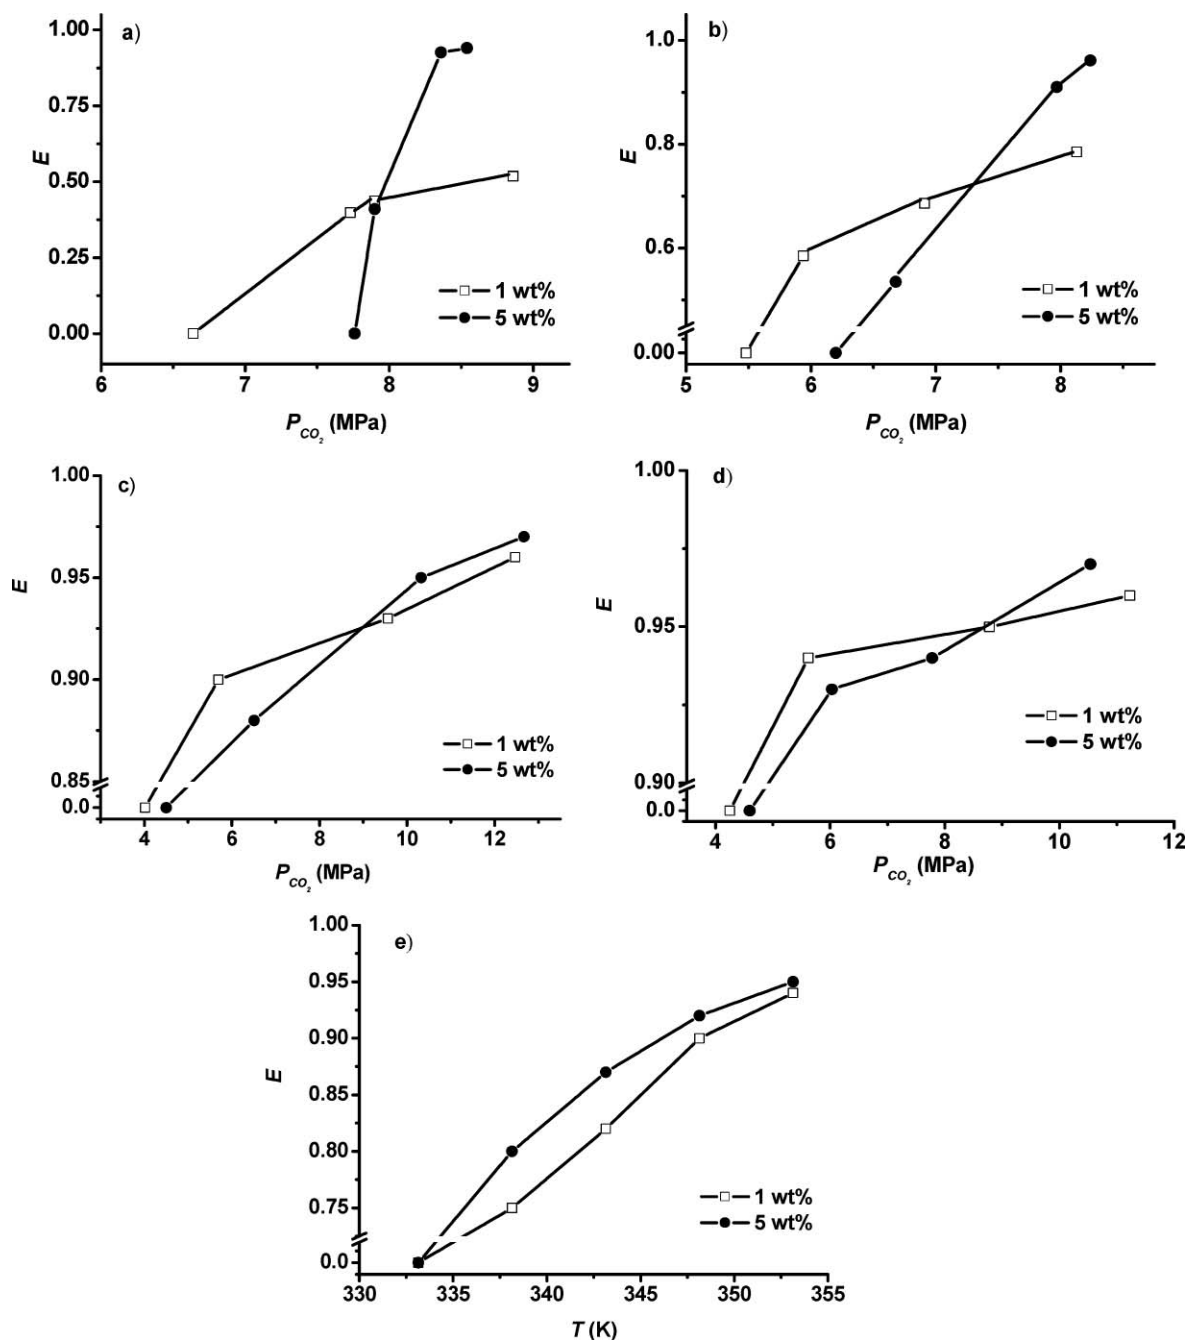 a)
1.00
0.75
0.50
0.25
0.00
E
1 wt%
5 wt%
6 7 8 9
P_CO₂ (MPa)
b)
1.0
0.8
0.6
0.00
E
1 wt%
5 wt%
5 6 7 8
P_CO₂ (MPa)
c)
1.00
0.95
0.90
0.85
0.0
E
1 wt%
5 wt%
4 6 8 10 12
P_CO₂ (MPa)
d)
1.00
0.95
0.90
0.0
E
1 wt%
5 wt%
4 6 8 10 12
P_CO₂ (MPa)
e)
1.00
0.95
0.90
0.85
0.80
0.75
0.0
E
1 wt%
5 wt%
330 335 340 345 350 355
T (K)